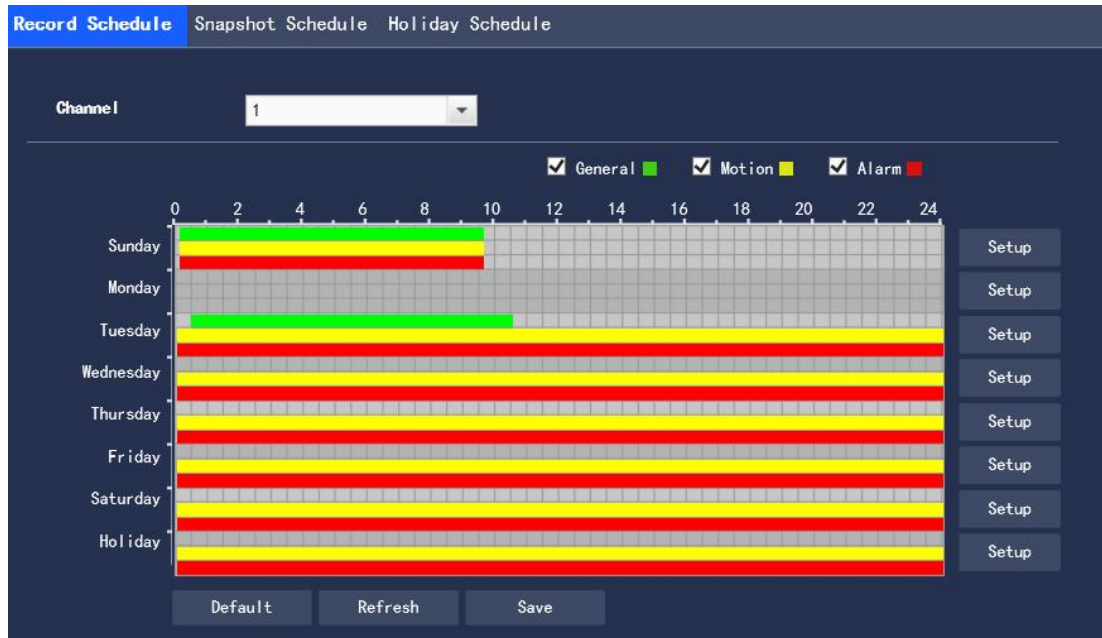 Record Schedule Snapshot Schedule Holiday Schedule
Channel 1
General Motion Alarm
0 2 4 6 8 10 12 14 16 18 20 22 24
Sunday Setup
Monday Setup
Tuesday Setup
Wednesday Setup
Thursday Setup
Friday Setup
Saturday Setup
Holiday Setup
Default Refresh Save